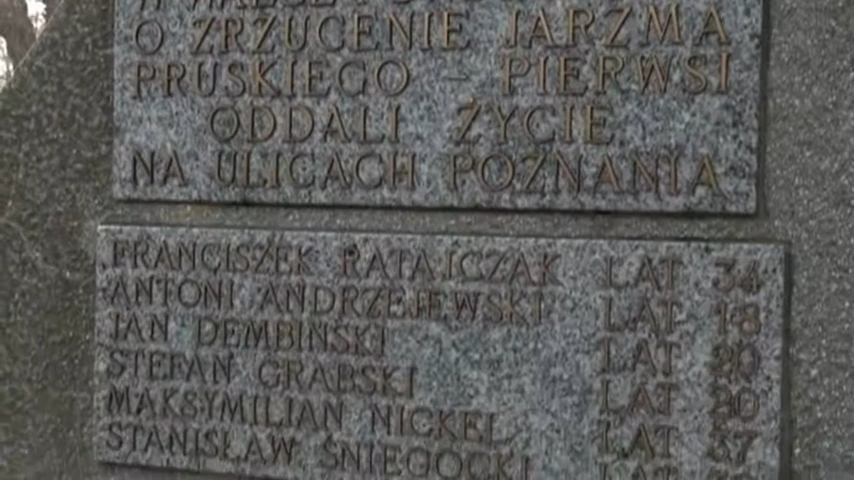 O ZRZUCENIE JARZMA
PRUSKIEGO – PIERWSI
ODDALI ŻYCIE
NA ULICACH POZNANIA
FRANCISZEK RATAJCZAK LAT 34
ANTONI ANDRZEJEWSKI LAT 18
JAN DEMBIŃSKI LAT 20
STEFAN GRABSKI LAT 20
MAKSYMILIAN NICKEL LAT 37
STANISŁAW ŚNIEGOCKI LAT